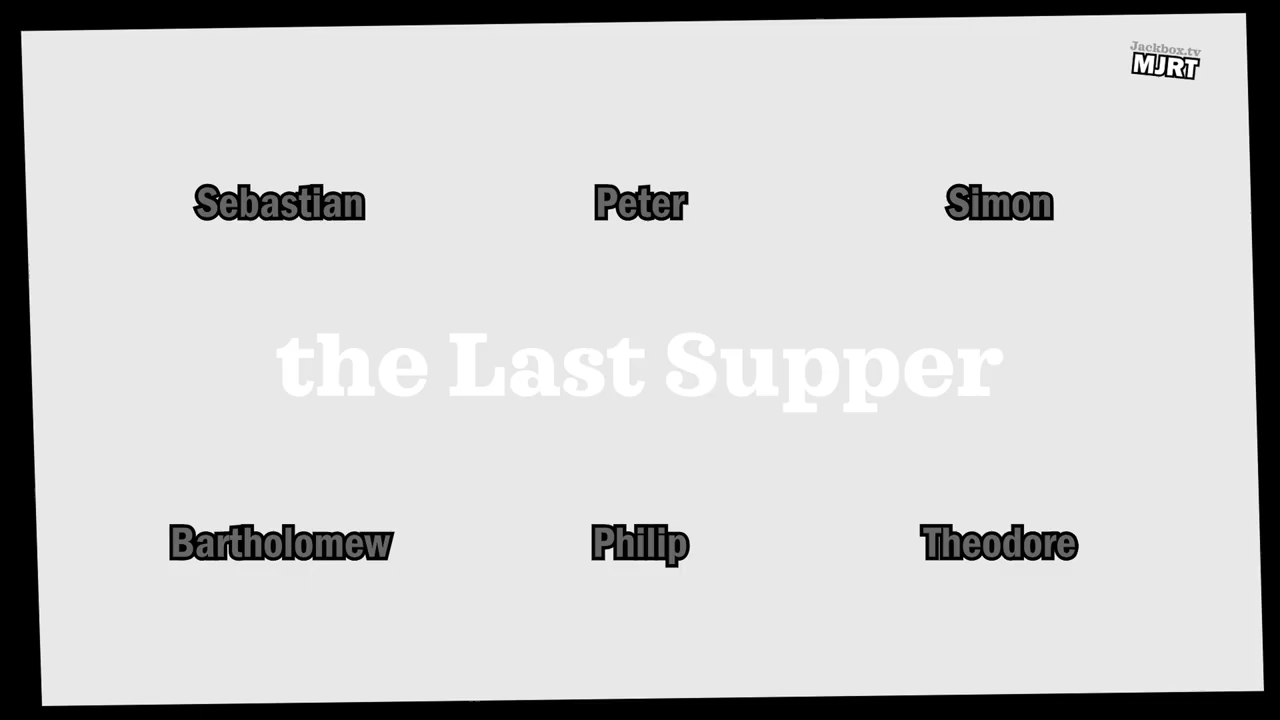 Jackbox.tv
MJRT
Sebastian
Peter
Simon
the Last Supper
Bartholomew
Philip
Theodore